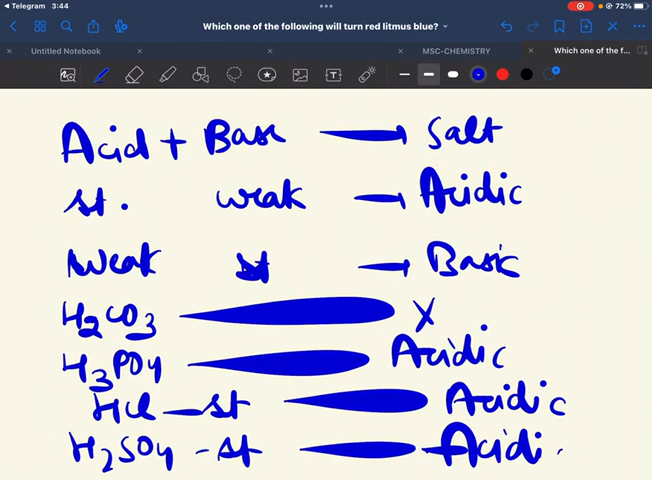 Telegram 3:44 72%
Which one of the following will turn red litmus blue?
Untitled Notebook MSC-CHEMISTRY Which one of the f...
Acid + Base → Salt
st. weak → Acidic
Weak st → Basic
H2CO3 X
H3PO4 Acidic
HCl - st Acidic
H2SO4 - st Acidi